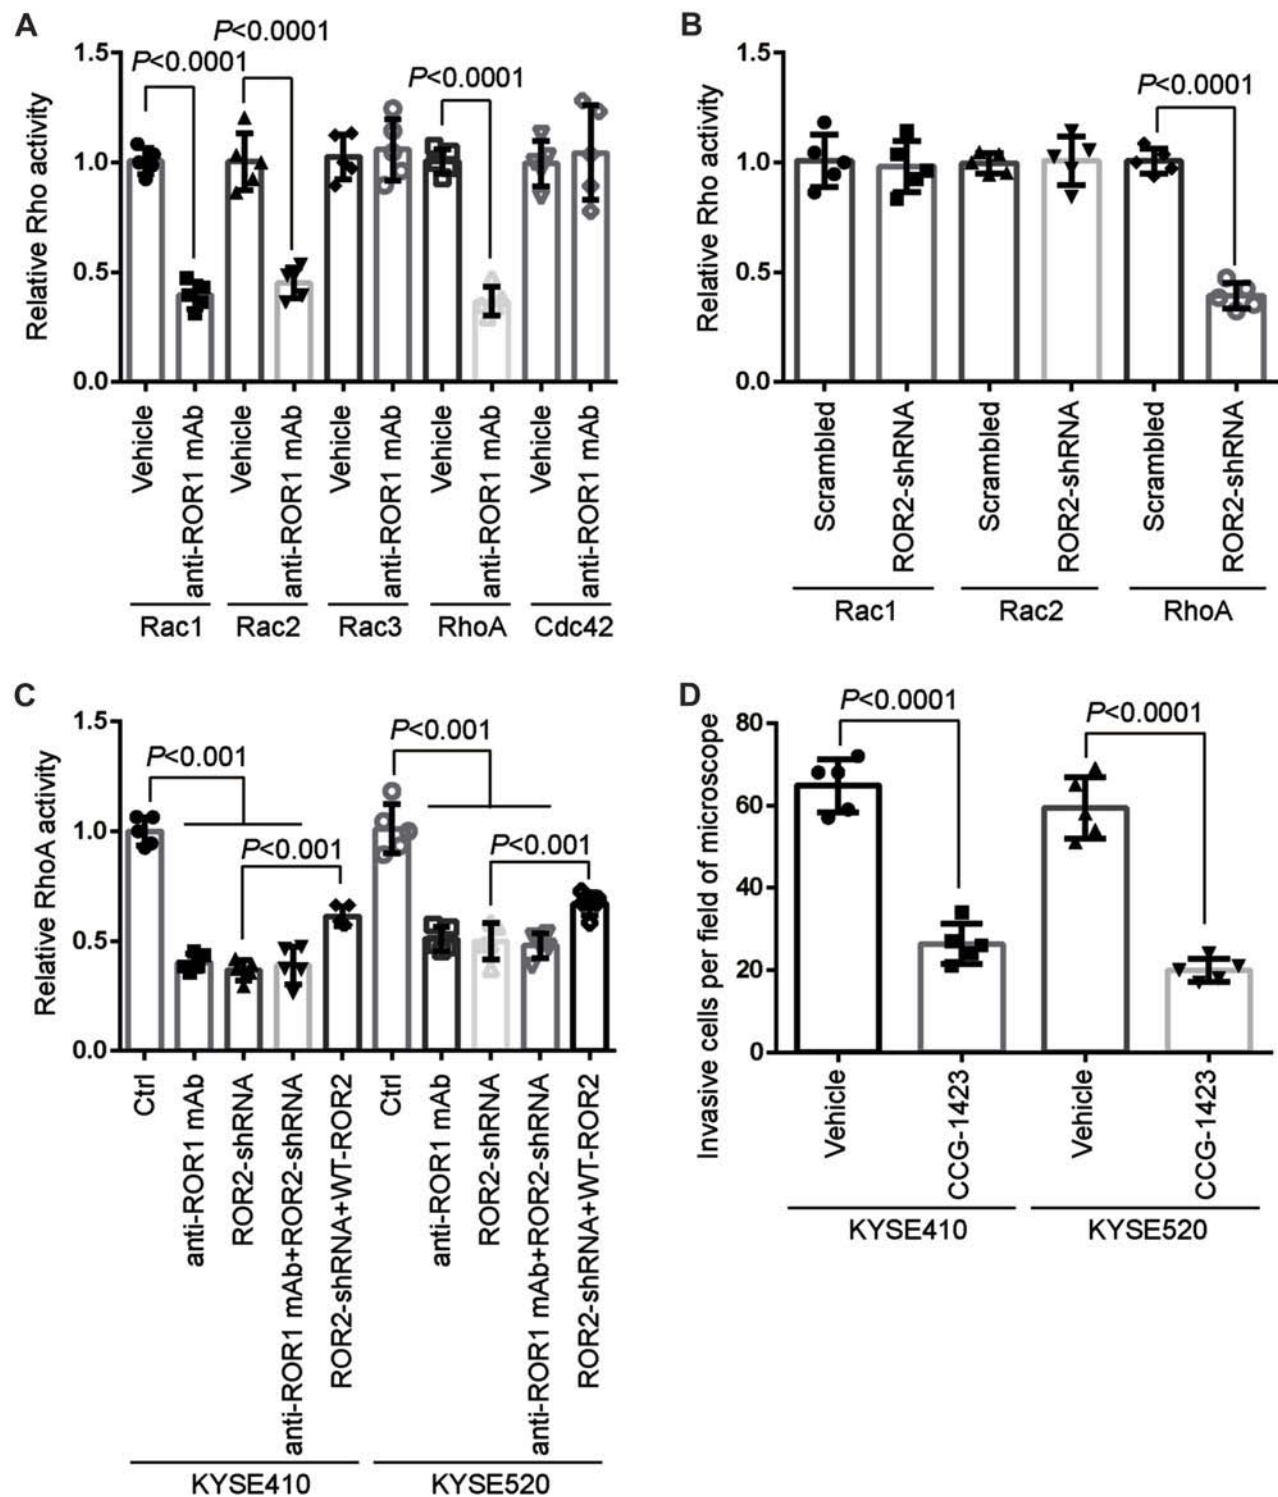 A
Relative Rho activity
1.5
1.0
0.5
0.0
P<0.0001
P<0.0001
P<0.0001
Vehicle
anti-ROR1 mAb
Vehicle
anti-ROR1 mAb
Vehicle
anti-ROR1 mAb
Vehicle
anti-ROR1 mAb
Vehicle
anti-ROR1 mAb
Rac1
Rac2
Rac3
RhoA
Cdc42
B
Relative Rho activity
1.5
1.0
0.5
0.0
P<0.0001
Scrambled
ROR2-shRNA
Scrambled
ROR2-shRNA
Scrambled
ROR2-shRNA
Rac1
Rac2
RhoA
C
Relative RhoA activity
1.5
1.0
0.5
0.0
P<0.001
P<0.001
P<0.001
P<0.001
Ctrl
anti-ROR1 mAb
ROR2-shRNA
anti-ROR1 mAb+ROR2-shRNA
ROR2-shRNA+WT-ROR2
Ctrl
anti-ROR1 mAb
ROR2-shRNA
anti-ROR1 mAb+ROR2-shRNA
ROR2-shRNA+WT-ROR2
KYSE410
KYSE520
D
Invasive cells per field of microscope
80
60
40
20
0
P<0.0001
P<0.0001
Vehicle
CCG-1423
Vehicle
CCG-1423
KYSE410
KYSE520